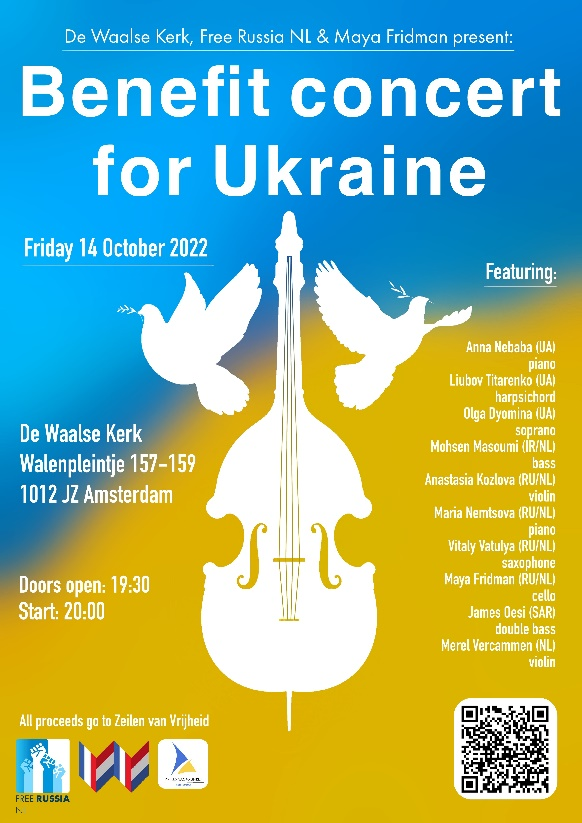 De Waalse Kerk, Free Russia NL & Maya Fridman present:
Benefit concert
for Ukraine
Friday 14 October 2022
Featuring:
Anna Nebaba (UA)
piano
Liubov Titarenko (UA)
harpsichord
Olga Dyomina (UA)
soprano
Mohsen Masoumi (IR/NL)
bass
Anastasia Kozlova (RU/NL)
violin
Maria Nemtsova (RU/NL)
piano
Vitaly Vatulya (RU/NL)
saxophone
Maya Fridman (RU/NL)
cello
James Oesi (SAR)
double bass
Merel Vercammen (NL)
violin
De Waalse Kerk
Walenpleintje 157-159
1012 JZ Amsterdam
Doors open: 19:30
Start: 20:00
All proceeds go to Zeilen van Vrijheid
FREE RUSSIA